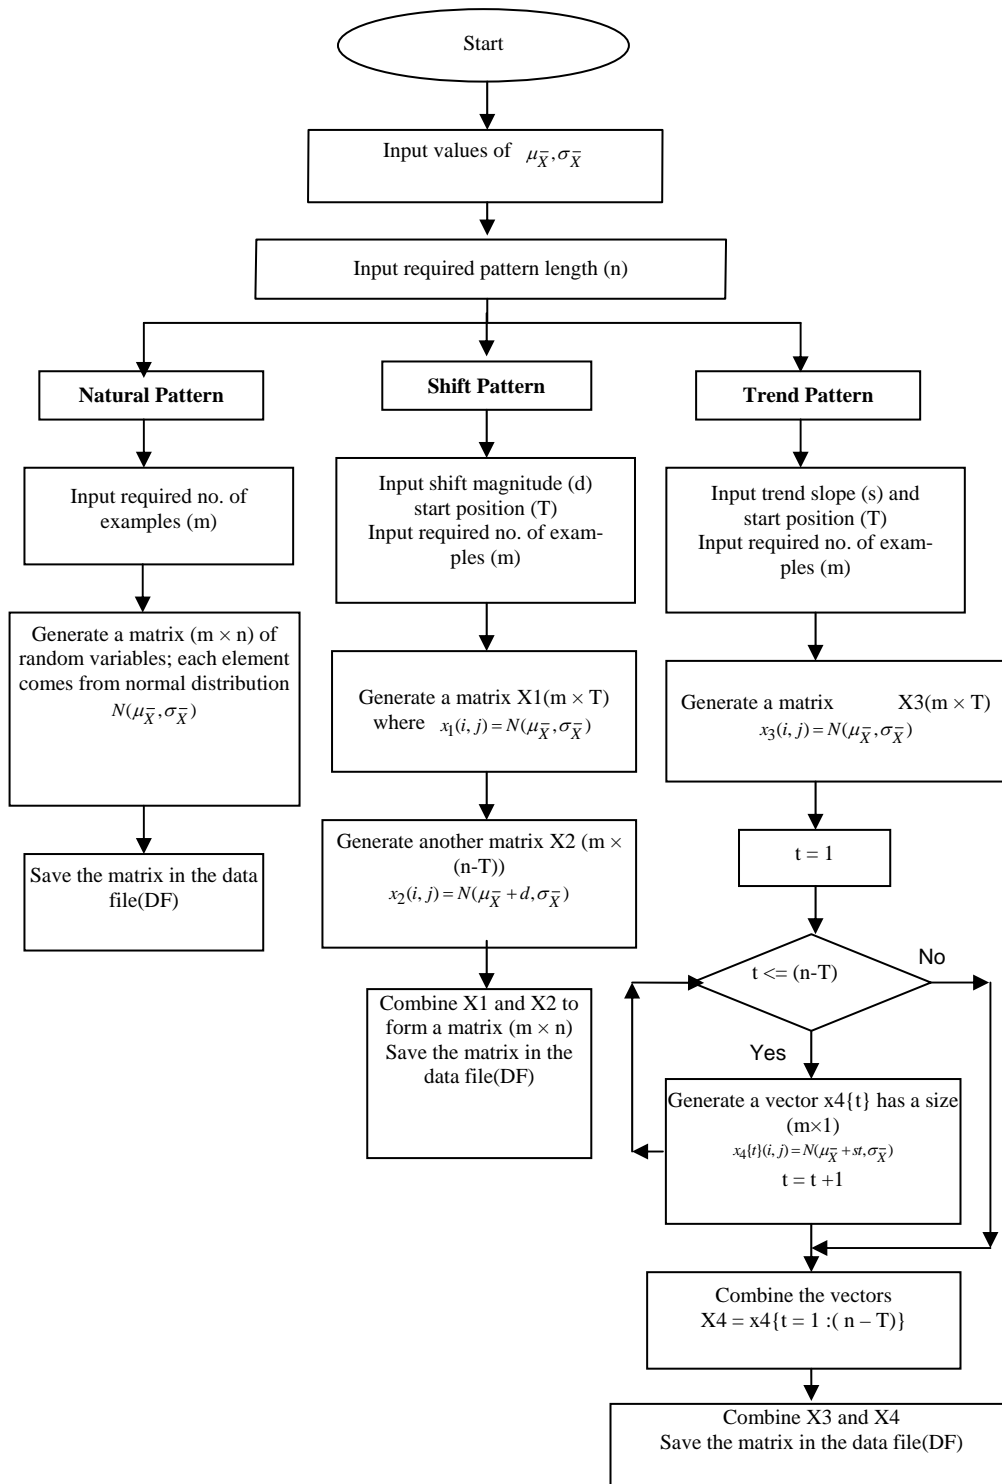 Start
Input values of μX̄,σX̄
Input required pattern length (n)
Natural Pattern
Input required no. of
examples (m)
Generate a matrix (m × n) of
random variables; each element
comes from normal distribution
N(μX̄,σX̄)
Save the matrix in the data
file(DF)
Shift Pattern
Input shift magnitude (d)
start position (T)
Input required no. of exam-
ples (m)
Generate a matrix X1(m × T)
where x1(i, j) = N(μX̄,σX̄)
Generate another matrix X2 (m ×
(n-T))
x2(i, j) = N(μX̄ + d,σX̄)
Combine X1 and X2 to
form a matrix (m × n)
Save the matrix in the
data file(DF)
Trend Pattern
Input trend slope (s) and
start position (T)
Input required no. of exam-
ples (m)
Generate a matrix X3(m × T)
x3(i, j) = N(μX̄,σX̄)
t = 1
t <= (n-T)
No
Yes
Generate a vector x4{t} has a size
(m×1)
x4{t}(i, j) = N(μX̄ + st,σX̄)
t = t +1
Combine the vectors
X4 = x4{t = 1 :( n – T)}
Combine X3 and X4
Save the matrix in the data file(DF)